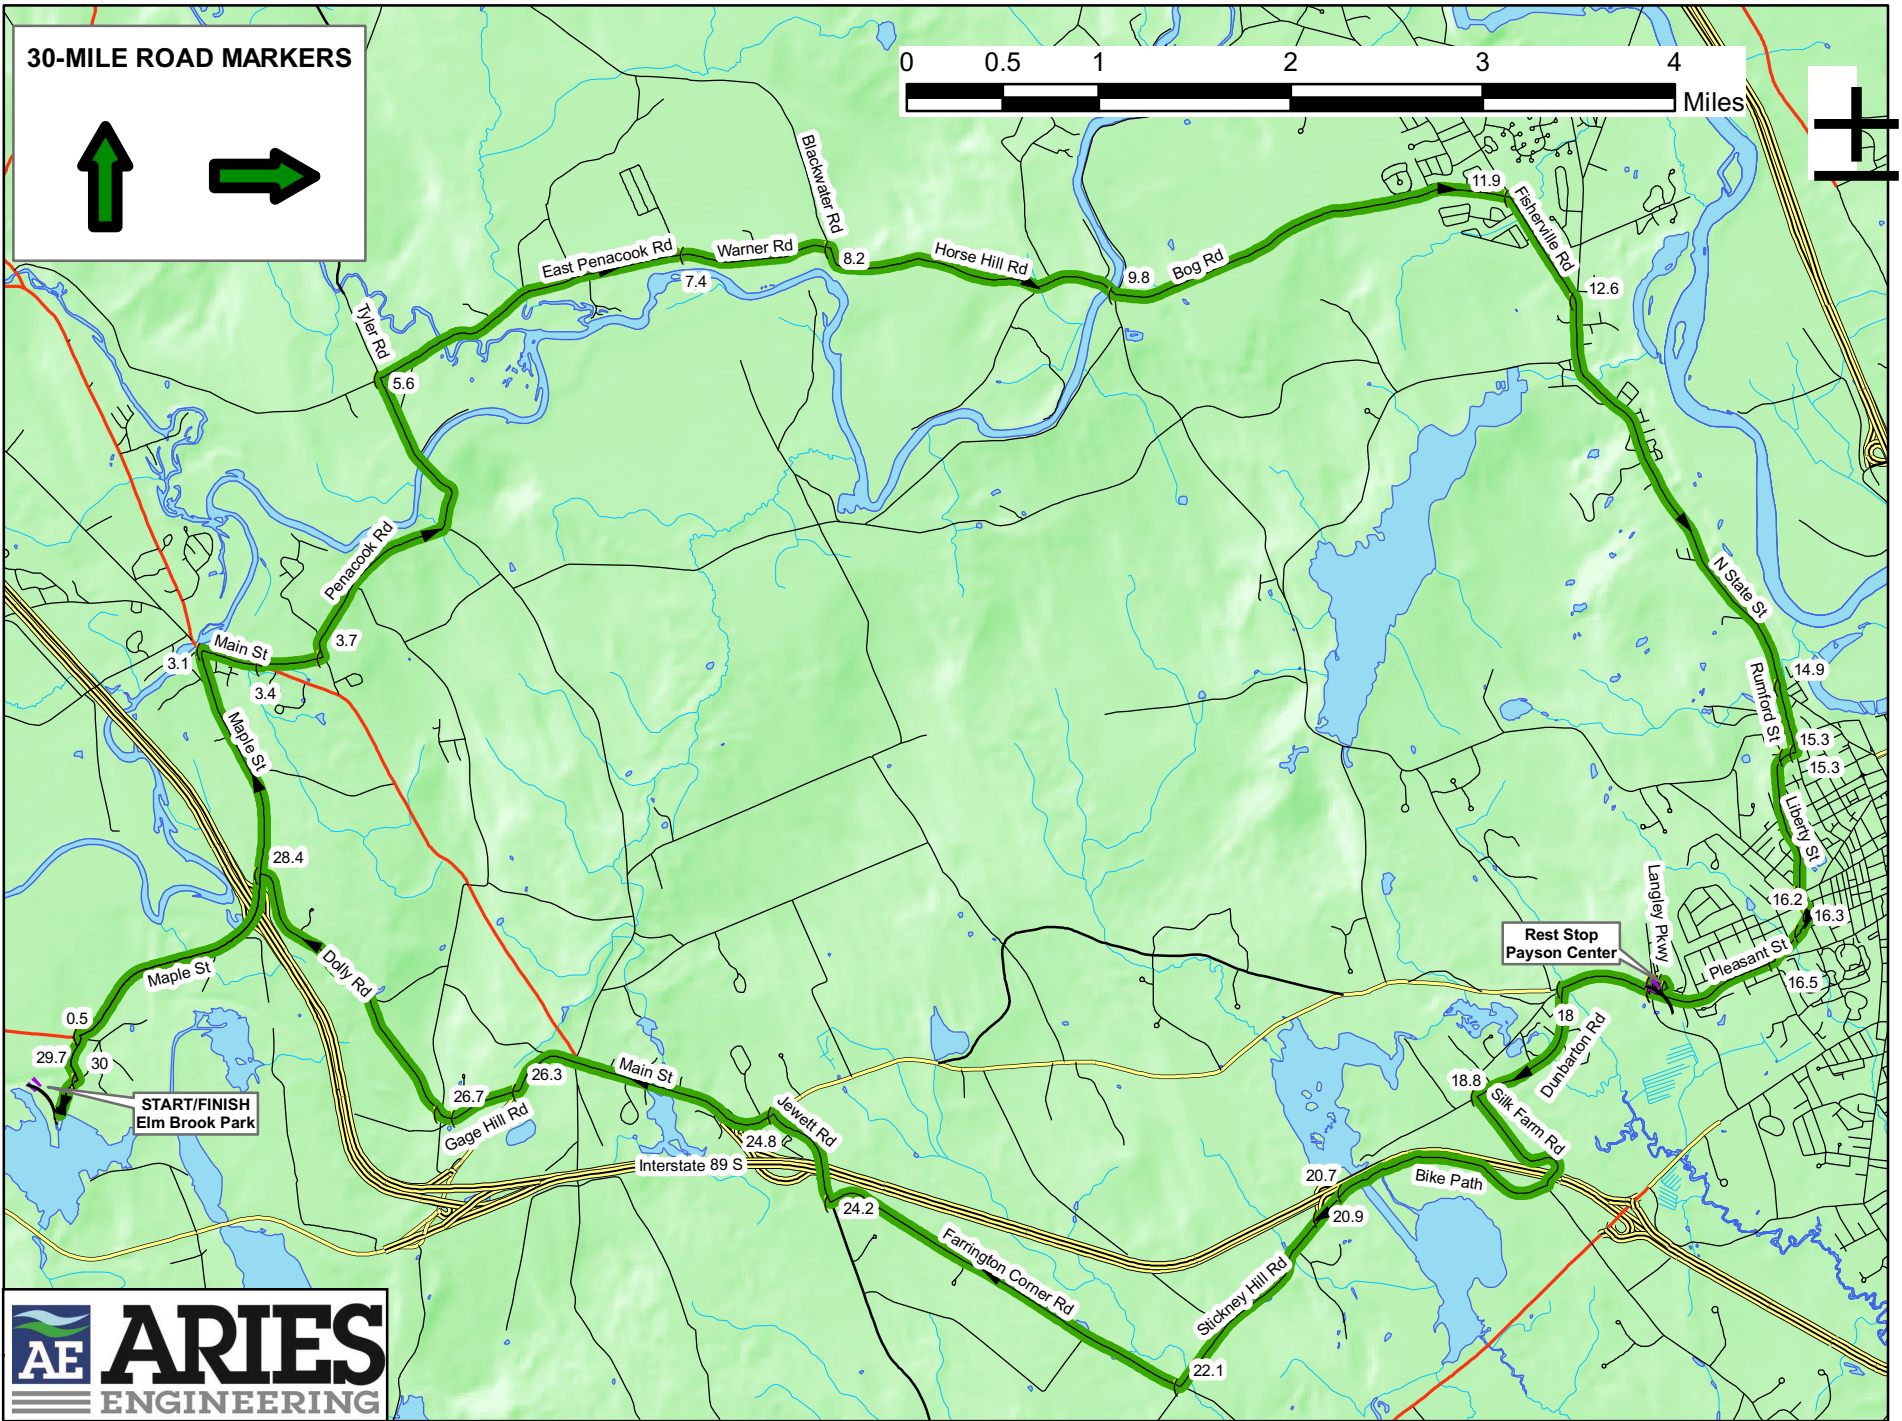 30-MILE ROAD MARKERS
0 0.5 1 2 3 4
Miles
Blackwater Rd
11.9
Fisherville Rd
East Penacook Rd
Warner Rd
8.2
Horse Hill Rd
9.8
Bog Rd
7.4
12.6
Tyler Rd
5.6
Penacook Rd
N State St
3.7
Main St
3.1
3.4
14.9
Rumford St
Maple St
15.3
15.3
Liberty St
28.4
Langley Pkwy
16.2
16.3
Rest Stop
Payson Center
Pleasant St
16.5
Dolly Rd
Maple St
0.5
18
Dunbarton Rd
29.7
30
26.3
Main St
18.8
START/FINISH
Elm Brook Park
26.7
Gage Hill Rd
Jewett Rd
Silk Farm Rd
24.8
Interstate 89 S
20.7
Bike Path
24.2
20.9
Farrington Corner Rd
Stickney Hill Rd
22.1
AE
ARIES
ENGINEERING